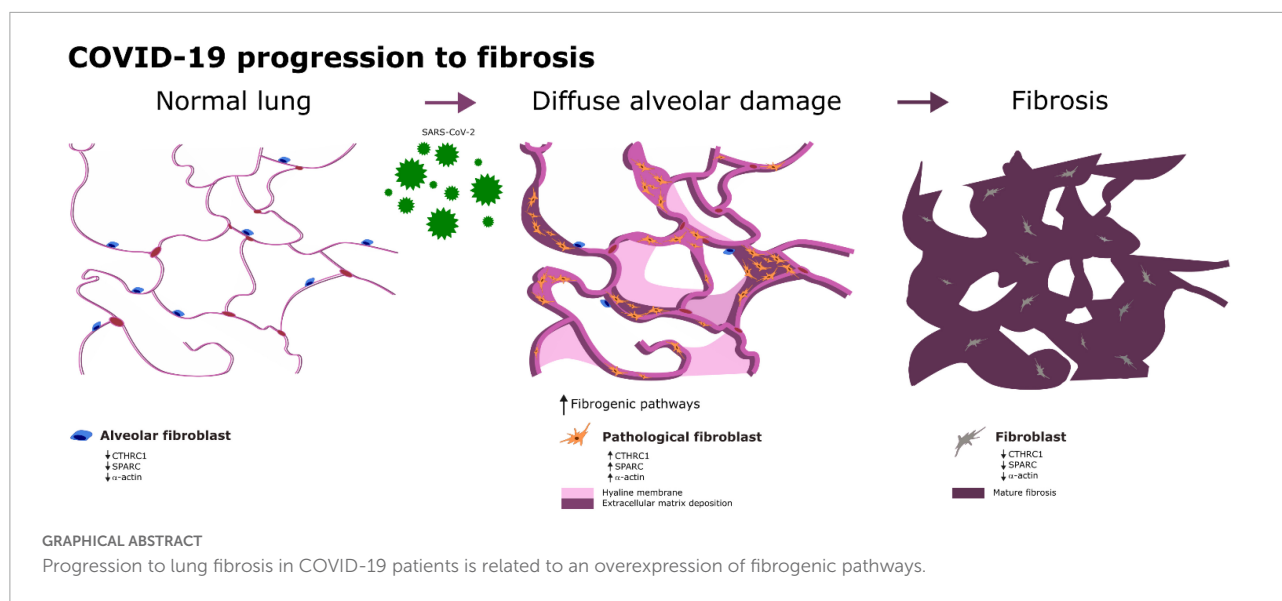 COVID-19 progression to fibrosis
Normal lung → Diffuse alveolar damage → Fibrosis
SARS-CoV-2
↑ Fibrogenic pathways
Alveolar fibroblast
↓ CTHRC1
↓ SPARC
↓ α-actin
Pathological fibroblast
↑ CTHRC1
↑ SPARC
↑ α-actin
Hyaline membrane
Extracellular matrix deposition
Fibroblast
↓ CTHRC1
↓ SPARC
↓ α-actin
Mature fibrosis
GRAPHICAL ABSTRACT
Progression to lung fibrosis in COVID-19 patients is related to an overexpression of fibrogenic pathways.